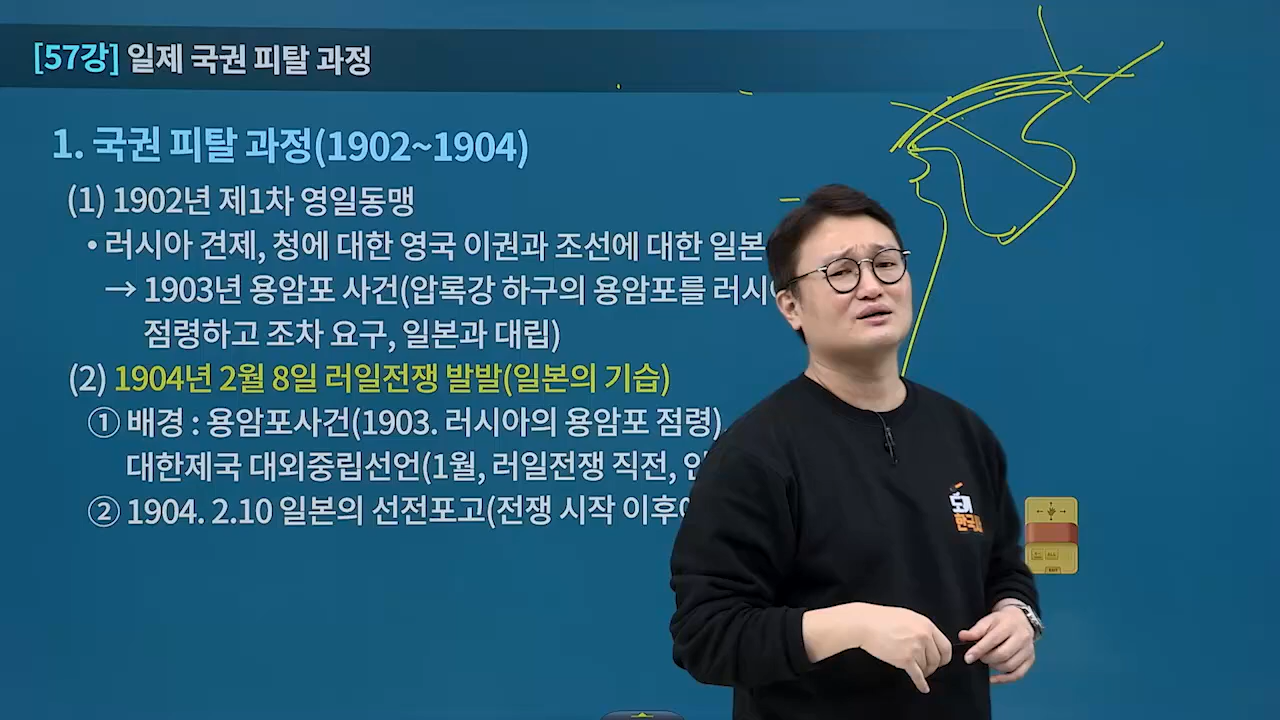 [57강] 일제 국권 피탈 과정
1. 국권 피탈 과정(1902~1904)
(1) 1902년 제1차 영일동맹
• 러시아 견제, 청에 대한 영국 이권과 조선에 대한 일본
→ 1903년 용암포 사건(압록강 하구의 용암포를 러시
점령하고 조차 요구, 일본과 대립)
(2) 1904년 2월 8일 러일전쟁 발발(일본의 기습)
① 배경 : 용암포사건(1903. 러시아의 용암포 점령),
대한제국 대외중립선언(1월, 러일전쟁 직전,
② 1904. 2.10 일본의 선전포고(전쟁 시작 이후